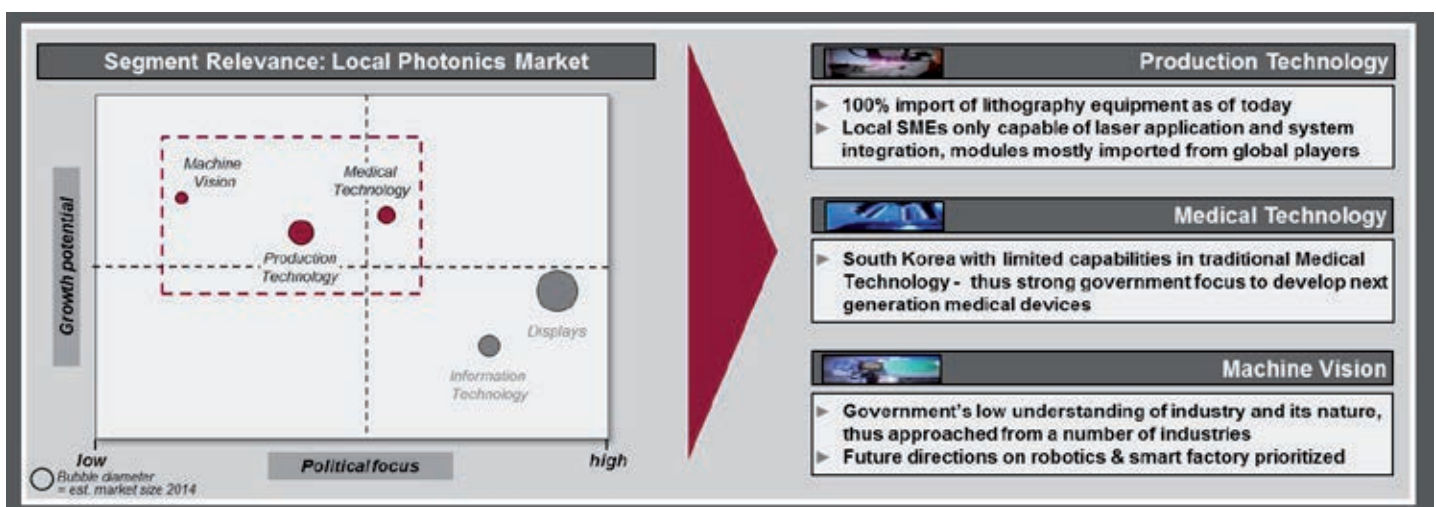 Segment Relevance: Local Photonics Market
Growth potential
Machine
Vision
Medical
Technology
Production
Technology
Displays
Information
Technology
low
Political focus
high
Bubble diameter
= est. market size 2014
Production Technology
100% import of lithography equipment as of today
Local SMEs only capable of laser application and system
integration, modules mostly imported from global players
Medical Technology
South Korea with limited capabilities in traditional Medical
Technology - thus strong government focus to develop next
generation medical devices
Machine Vision
Government's low understanding of industry and its nature,
thus approached from a number of industries
Future directions on robotics & smart factory prioritized